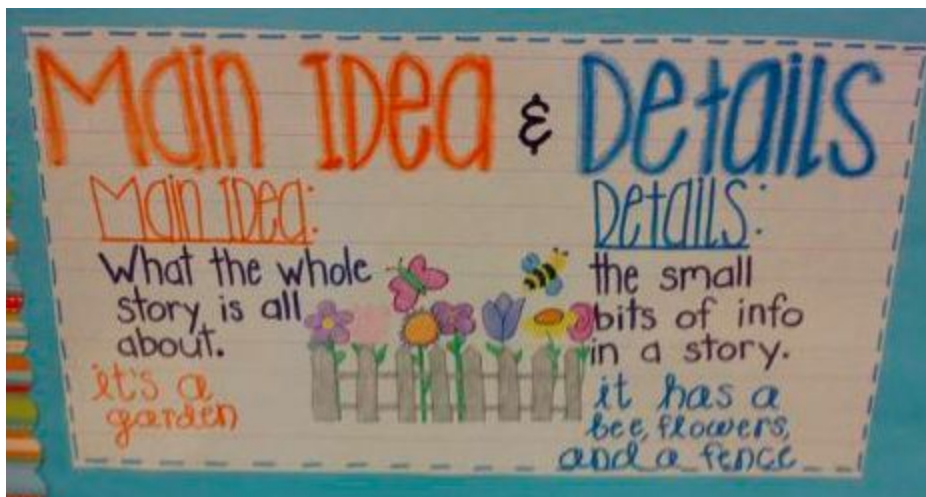 Main Idea & Details
Main Idea:
What the whole
story is all
about.
it's a
garden
Details:
the small
bits of info
in a story.
it has a
bee, flowers,
and a fence